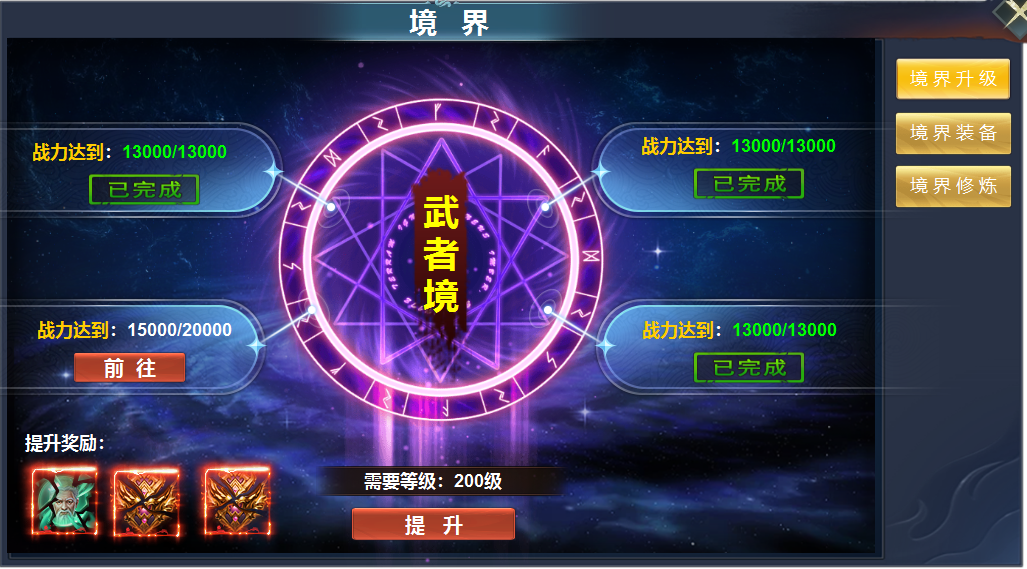 境 界
战力达到：13000/13000
已完成
战力达到：13000/13000
已完成
武者境
战力达到：15000/20000
前 往
战力达到：13000/13000
已完成
提升奖励：
需要等级：200级
提 升
境界升级
境界装备
境界修炼